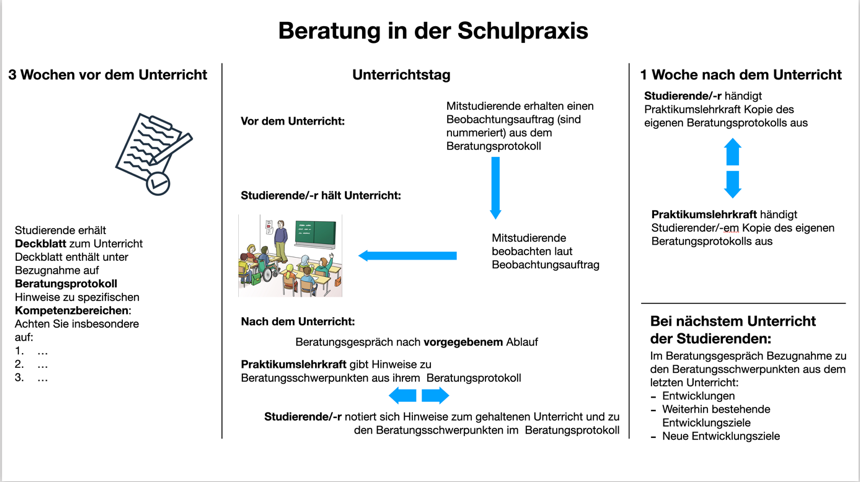 Beratung in der Schulpraxis
3 Wochen vor dem Unterricht
Studierende erhält
Deckblatt zum Unterricht
Deckblatt enthält unter
Bezugnahme auf
Beratungsprotokoll
Hinweise zu spezifischen
Kompetenzbereichen:
Achten Sie insbesondere
auf:
1. ...
2. ...
3. ...
Unterrichtstag
Vor dem Unterricht:
Mitstudierende erhalten einen
Beobachtungsauftrag (sind
nummeriert) aus dem
Beratungsprotokoll
Studierende/-r hält Unterricht:
Mitstudierende
beobachten laut
Beobachtungsauftrag
Nach dem Unterricht:
Beratungsgespräch nach vorgegebenem Ablauf
Praktikumslehrkraft gibt Hinweise zu
Beratungsschwerpunkten aus ihrem Beratungsprotokoll
Studierende/-r notiert sich Hinweise zum gehaltenen Unterricht und zu
den Beratungsschwerpunkten im Beratungsprotokoll
1 Woche nach dem Unterricht
Studierende/-r händigt
Praktikumslehrkraft Kopie des
eigenen Beratungsprotokolls aus
Praktikumslehrkraft händigt
Studierender/-em Kopie des eigenen
Beratungsprotokolls aus
Bei nächstem Unterricht
der Studierenden:
Im Beratungsgespräch Bezugnahme zu
den Beratungsschwerpunkten aus dem
letzten Unterricht:
– Entwicklungen
– Weiterhin bestehende
Entwicklungsziele
– Neue Entwicklungsziele